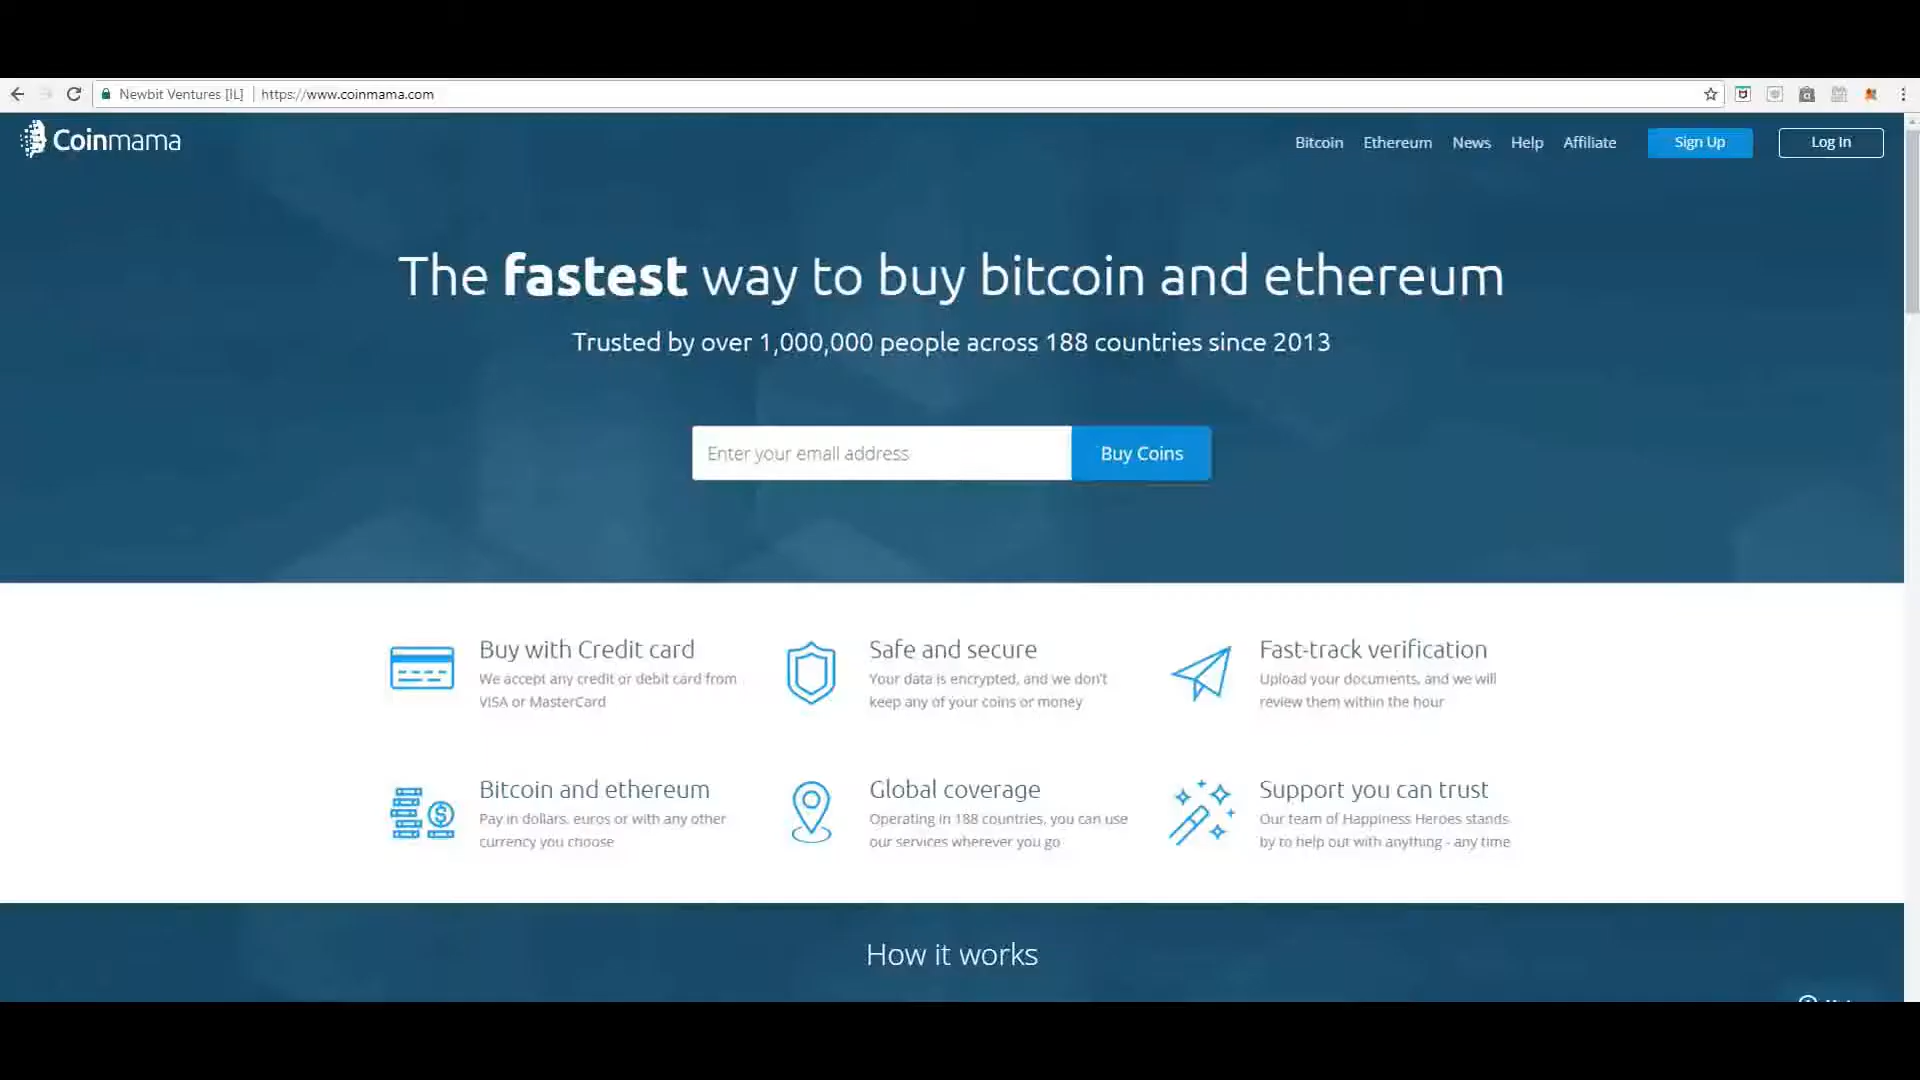 Newbit Ventures [IL] https://www.coinmama.com
Coinmama
Bitcoin Ethereum News Help Affiliate Sign Up Log In
The fastest way to buy bitcoin and ethereum
Trusted by over 1,000,000 people across 188 countries since 2013
Enter your email address Buy Coins
Buy with Credit card
We accept any credit or debit card from
VISA or MasterCard
Safe and secure
Your data is encrypted, and we don't
keep any of your coins or money
Fast-track verification
Upload your documents, and we will
review them within the hour
Bitcoin and ethereum
Pay in dollars, euros or with any other
currency you choose
Global coverage
Operating in 188 countries, you can use
our services wherever you go
Support you can trust
Our team of Happiness Heroes stands
by to help out with anything - any time
How it works